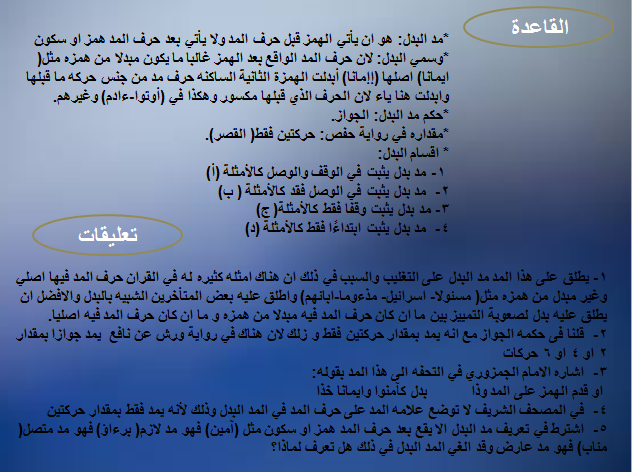 القاعدة
*مد البدل: هو ان يأتي الهمز قبل حرف المد ولا يأتي بعد حرف المد همز او سكون
*وسمي البدل: لان حرف المد الواقع بعد الهمز غالبا ما يكون مبدلا من همزه مثل(
ايمانا) اصلها (اإمانا) أبدلت الهمزة الثانية الساكنه حرف مد من جنس حركه ما قبلها
وابدلت هنا ياء لان الحرف الذي قبلها مكسور وهكذا في (أوتوا-ءادم) وغيرهم.
*حكم مد البدل: الجواز.
*مقداره في رواية حفص: حركتين فقط( القصر).
* اقسام البدل:
١- مد بدل يثبت في الوقف والوصل كالأمثلة (أ)
٢- مد بدل يثبت في الوصل فقد كالأمثلة ( ب)
٣- مد بدل يثبت وقفا فقط كالأمثلة( ج)
٤- مد بدل يثبت ابتداءًا فقط كالأمثلة (د)
تعليقات
١- يطلق على هذا المد مد البدل على التغليب والسبب في ذلك ان هناك امثله كثيره له في القران حرف المد فيها اصلي
وغير مبدل من همزه مثل( مسئولا- اسرائيل- مذءوما-ابائهم) واطلق عليه بعض المتأخرين الشبيه بالبدل والافضل ان
يطلق عليه بدل لصعوبة التمييز بين ما ان كان حرف المد فيه مبدلا من همزه و ما ان كان حرف المد فيه اصليا.
٢- قلنا فى حكمه الجواز مع انه يمد بمقدار حركتين فقط و زلك لان هناك في رواية ورش عن نافع يمد جوازا بمقدار
٢ او ٤ او ٦ حركات
٣- اشاره الامام الجمزوري في التحفه الى هذا المد بقوله:
او قدم الهمز على المد وذا بدل كآمنوا وايمانا خذا
٤- في المصحف الشريف لا توضع علامه المد على حرف المد في المد البدل وذلك لأنه يمد فقط بمقدار حركتين
٥- اشترط في تعريف مد البدل الا يقع بعد حرف المد همز او سكون مثل (آمين) فهو مد لازم( برءاؤ) فهو مد متصل(
مئاب) فهو مد عارض وقد الغي المد البدل في ذلك هل تعرف لماذا؟